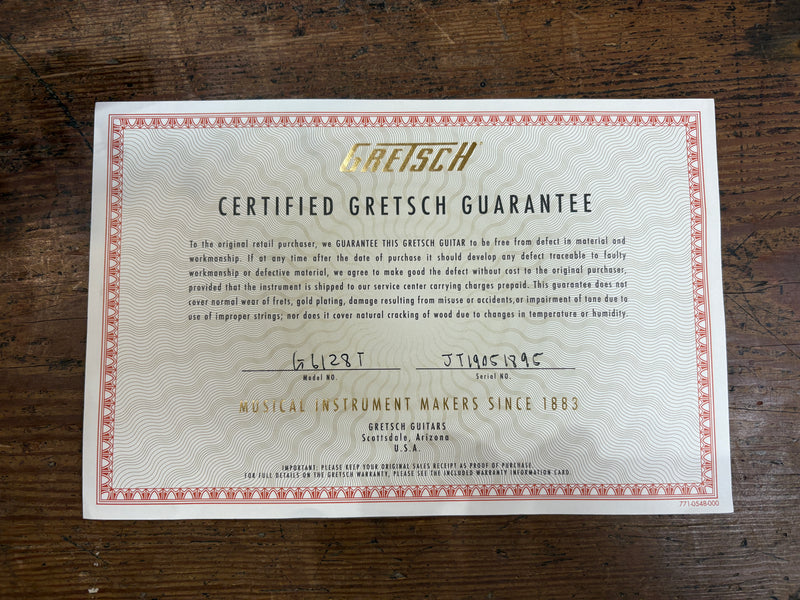 GRETSCH
CERTIFIED GRETSCH GUARANTEE
To the original retail purchaser, we GUARANTEE THIS GRETSCH GUITAR to be free from defect in material and
workmanship. If at any time after the date of purchase it should develop any defect traceable to faulty
workmanship or defective material, we agree to make good the defect without cost to the original purchaser,
provided that the instrument is shipped to our service center carrying charges prepaid. This guarantee does not
cover normal wear of frets, gold plating, damage resulting from misuse or accidents,or impairment of tone due to
use of improper strings; nor does it cover natural cracking of wood due to changes in temperature or humidity.
G6128T JT19051895
Model NO. Serial NO.
MUSICAL INSTRUMENT MAKERS SINCE 1883
GRETSCH GUITARS
Scottsdale, Arizona
U.S.A.
IMPORTANT: PLEASE KEEP YOUR ORIGINAL SALES RECEIPT AS PROOF OF PURCHASE.
FOR FULL DETAILS ON THE GRETSCH WARRANTY, PLEASE SEE THE INCLUDED WARRANTY INFORMATION CARD
771-0548-000